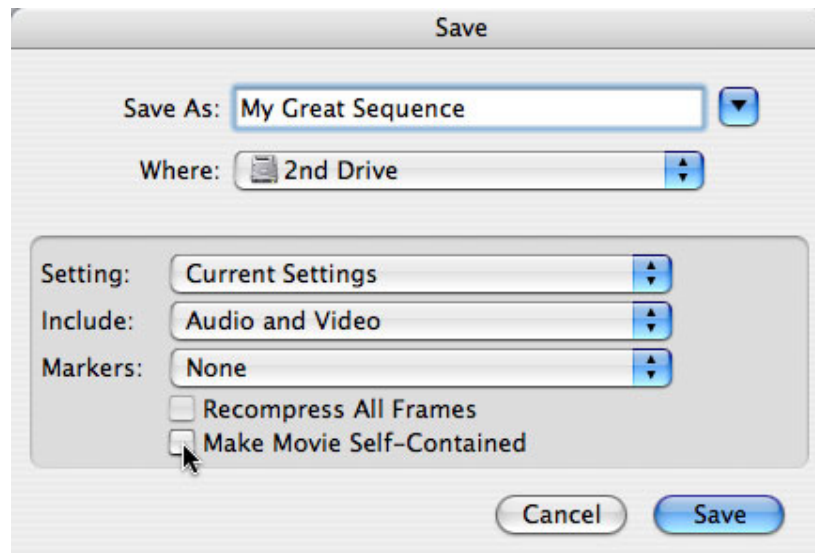 Save
Save As: My Great Sequence
Where: 2nd Drive
Setting: Current Settings
Include: Audio and Video
Markers: None
Recompress All Frames
Make Movie Self-Contained
Cancel Save